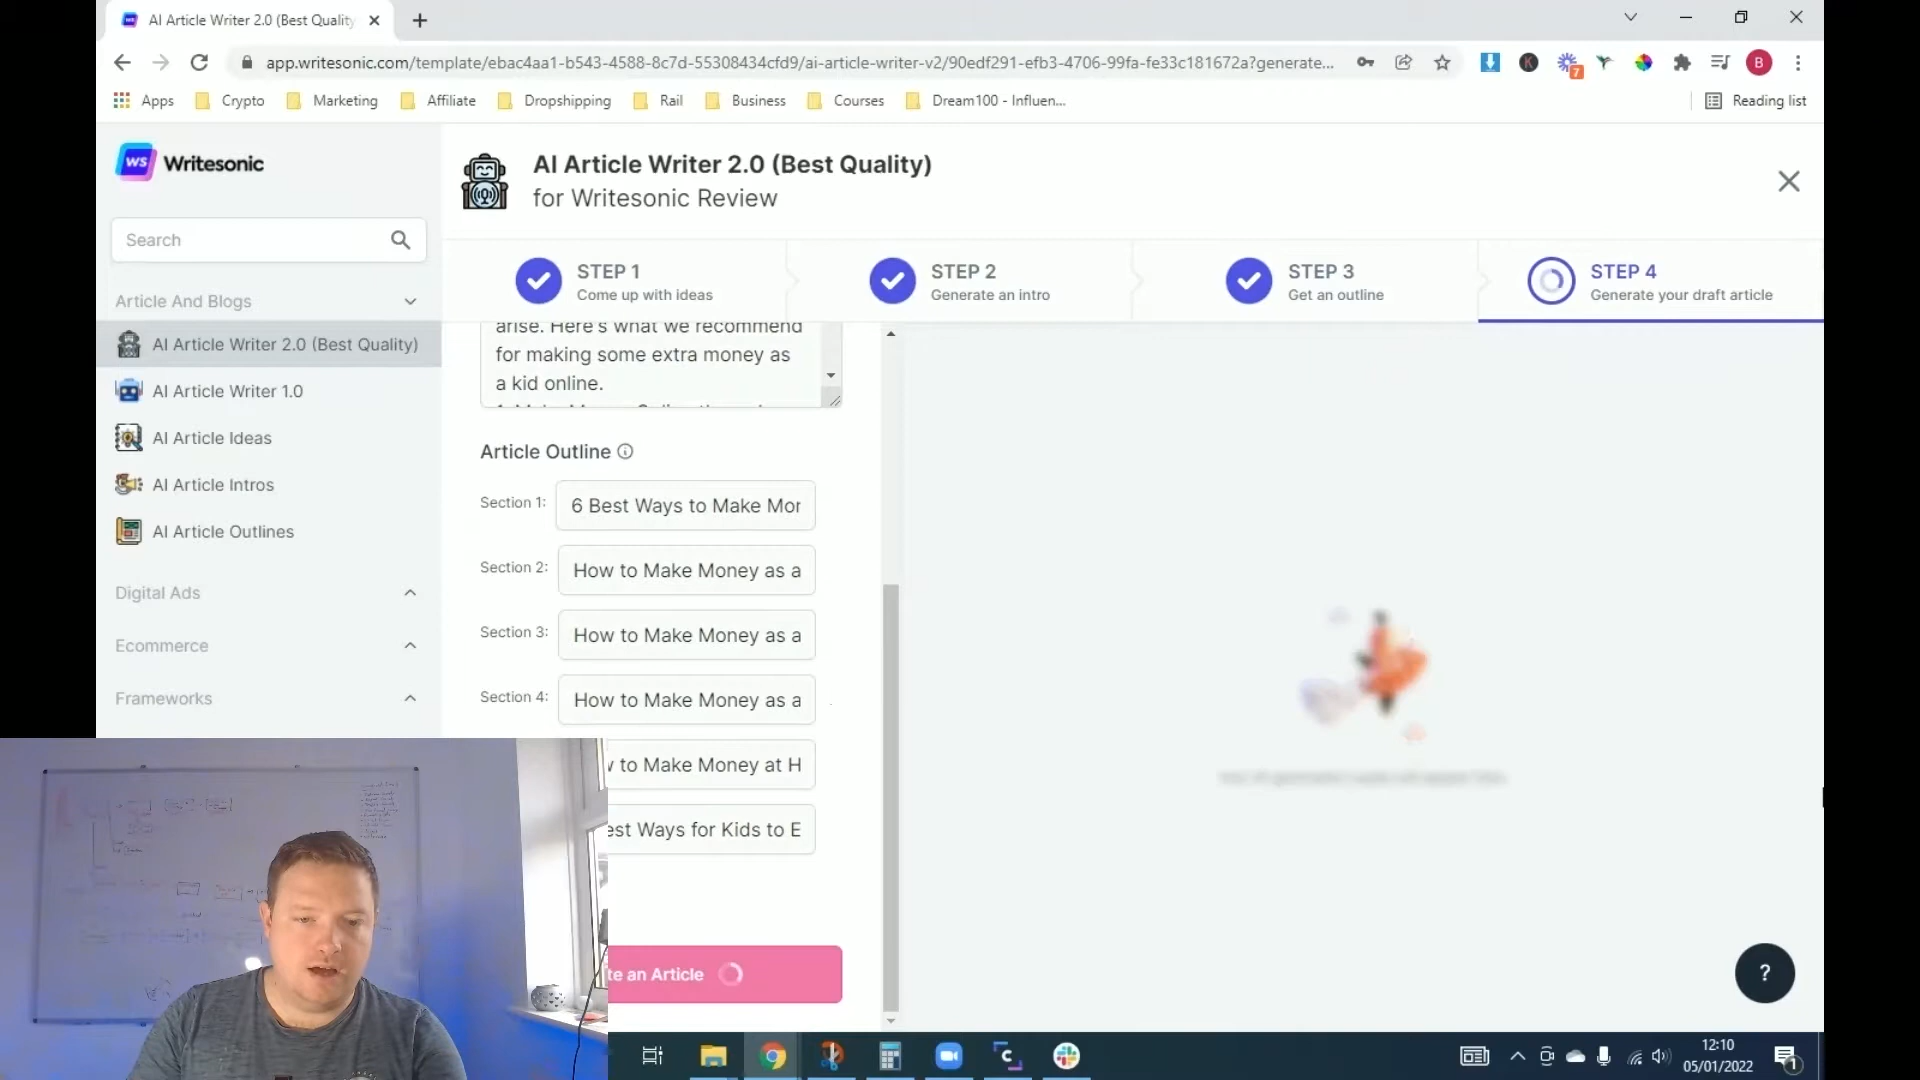 AI Article Writer 2.0 (Best Quality
app.writesonic.com/template/ebac4aa1-b543-4588-8c7d-55308434cfd9/ai-article-writer-v2/90edf291-efb3-4706-99fa-fe33c181672a?generate...
7
B
Apps
Crypto
Marketing
Affiliate
Dropshipping
Rail
Business
Courses
Dream100 - Influen...
Reading list
WS
Writesonic
AI Article Writer 2.0 (Best Quality)
for Writesonic Review
Search
STEP 1
Come up with ideas
STEP 2
Generate an intro
STEP 3
Get an outline
STEP 4
Generate your draft article
Article And Blogs
AI Article Writer 2.0 (Best Quality)
AI Article Writer 1.0
AI Article Ideas
AI Article Intros
AI Article Outlines
Digital Ads
Ecommerce
Frameworks
arise. Here's what we recommend
for making some extra money as
a kid online.
Article Outline
Section 1: 6 Best Ways to Make Mor
Section 2: How to Make Money as a
Section 3: How to Make Money as a
Section 4: How to Make Money as a
to Make Money at H
est Ways for Kids to E
te an Article
?
12:10
05/01/2022
1